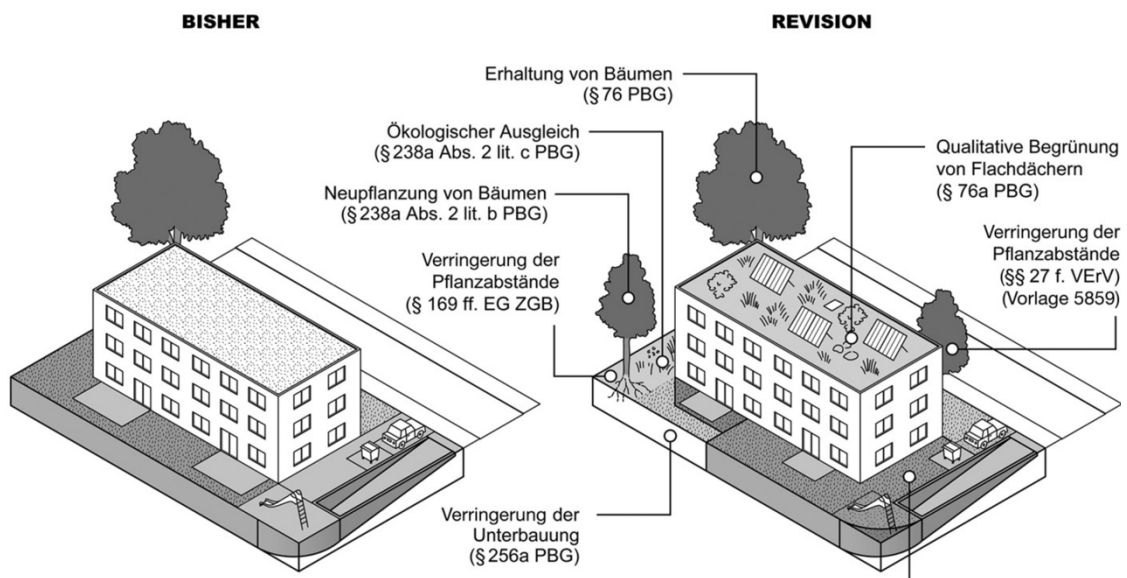 BISHER
REVISION
Erhaltung von Bäumen
(§ 76 PBG)
Ökologischer Ausgleich
(§ 238a Abs. 2 lit. c PBG)
Neupflanzung von Bäumen
(§ 238a Abs. 2 lit. b PBG)
Verringerung der
Pflanzabstände
(§ 169 ff. EG ZGB)
Qualitative Begrünung
von Flachdächern
(§ 76a PBG)
Verringerung der
Pflanzabstände
(§§ 27 f. VErV)
(Vorlage 5859)
Verringerung der
Unterbauung
(§ 256a PBG)